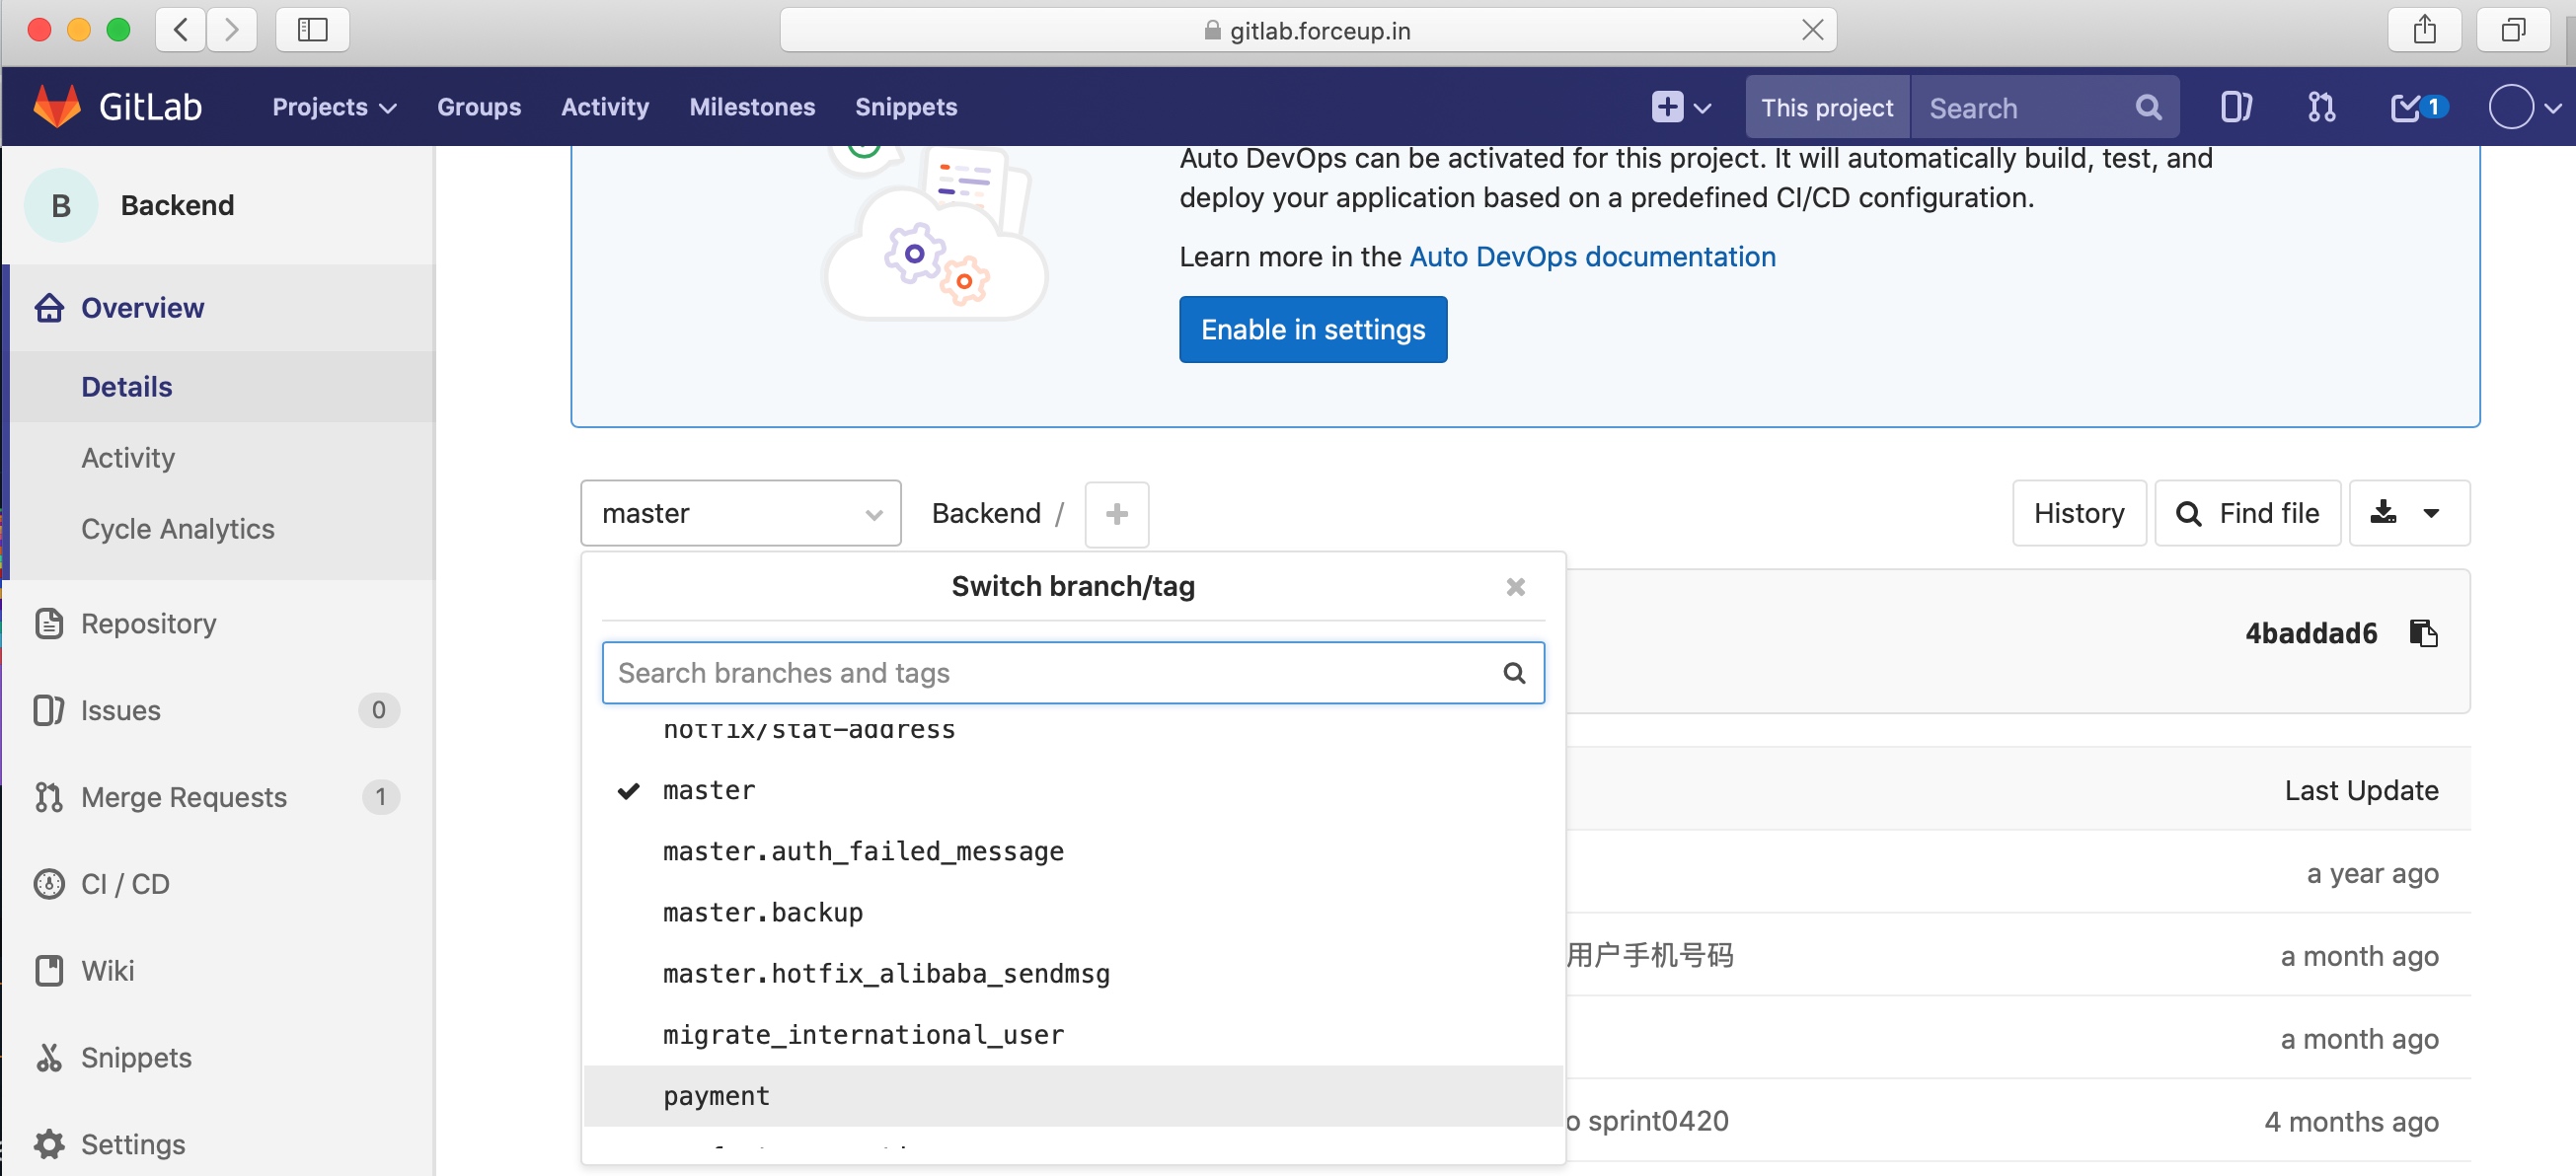 gitlab.forceup.in
GitLab Projects Groups Activity Milestones Snippets This project Search 1
B Backend
Overview
Details
Activity
Cycle Analytics
Repository
Issues 0
Merge Requests 1
CI / CD
Wiki
Snippets
Settings
Auto DevOps can be activated for this project. It will automatically build, test, and
deploy your application based on a predefined CI/CD configuration.
Learn more in the Auto DevOps documentation
Enable in settings
master Backend / History Find file
Switch branch/tag
Search branches and tags
hotfix/stat-address
master
master.auth_failed_message
master.backup
master.hotfix_alibaba_sendmsg
migrate_international_user
payment
4baddad6
Last Update
a year ago
用户手机号码 a month ago
a month ago
o sprint0420 4 months ago